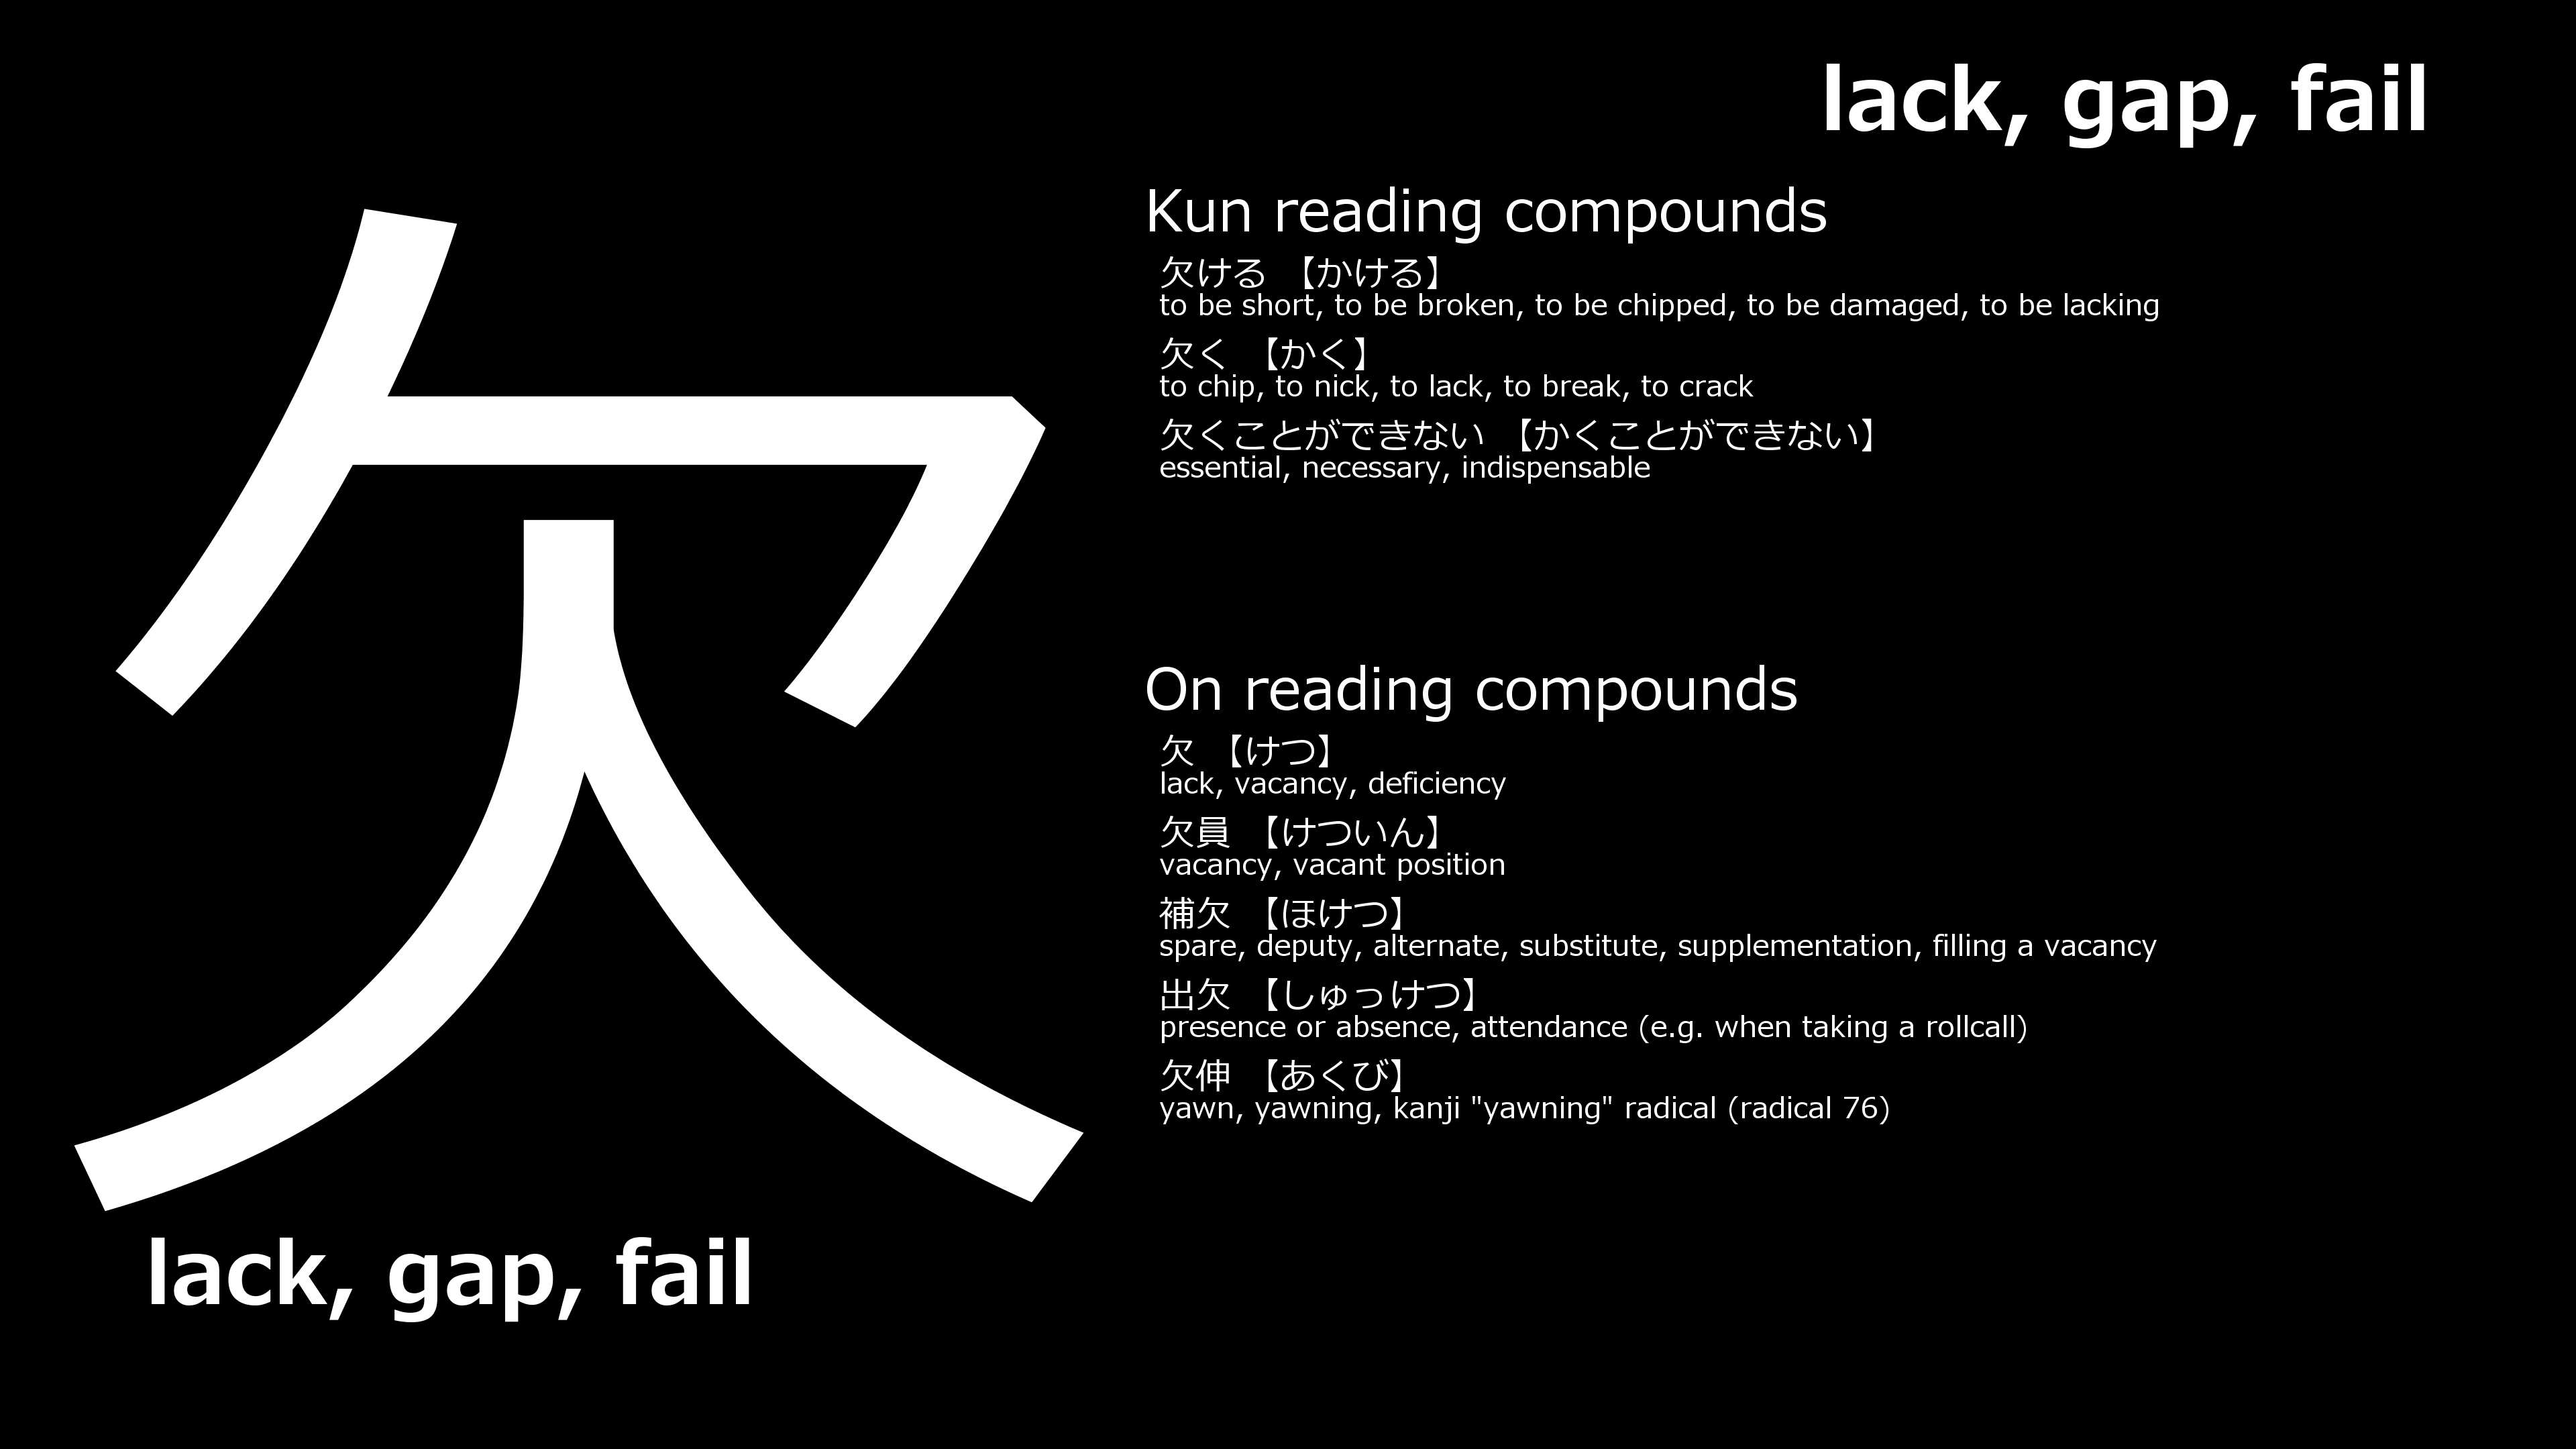 lack, gap, fail
欠
lack, gap, fail
Kun reading compounds
欠ける 【かける】
to be short, to be broken, to be chipped, to be damaged, to be lacking
欠く 【かく】
to chip, to nick, to lack, to break, to crack
欠くことができない 【かくことができない】
essential, necessary, indispensable
On reading compounds
欠 【けつ】
lack, vacancy, deficiency
欠員 【けついん】
vacancy, vacant position
補欠 【ほけつ】
spare, deputy, alternate, substitute, supplementation, filling a vacancy
出欠 【しゅっけつ】
presence or absence, attendance (e.g. when taking a rollcall)
欠伸 【あくび】
yawn, yawning, kanji "yawning" radical (radical 76)